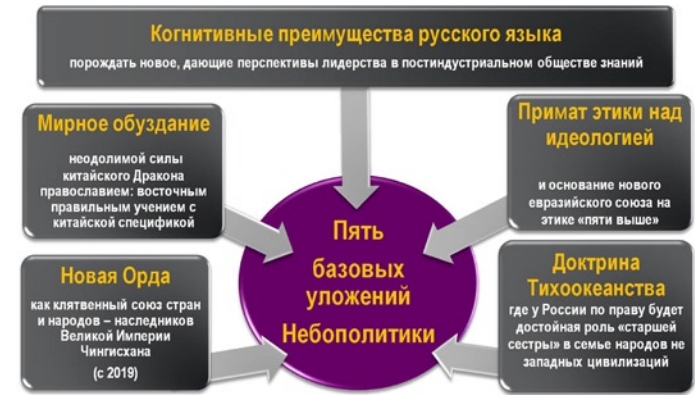 Когнитивные преимущества русского языка
порождать новое, дающие перспективы лидерства в постиндустриальном обществе знаний
Мирное обуздание
неодолимой силы
китайского Дракона
православием: восточным
правильным учением с
китайской спецификой
Примат этики над
идеологией
и основание нового
евразийского союза на
этике «пяти выше»
Пять
базовых
уложений
Небополитики
Новая Орда
как клятвенный союз стран
и народов – наследников
Великой Империи
Чингисхана
(с 2019)
Доктрина
Тихоокеанства
где у России по праву будет
достойная роль «старшей
сестры» в семье народов не
западных цивилизаций